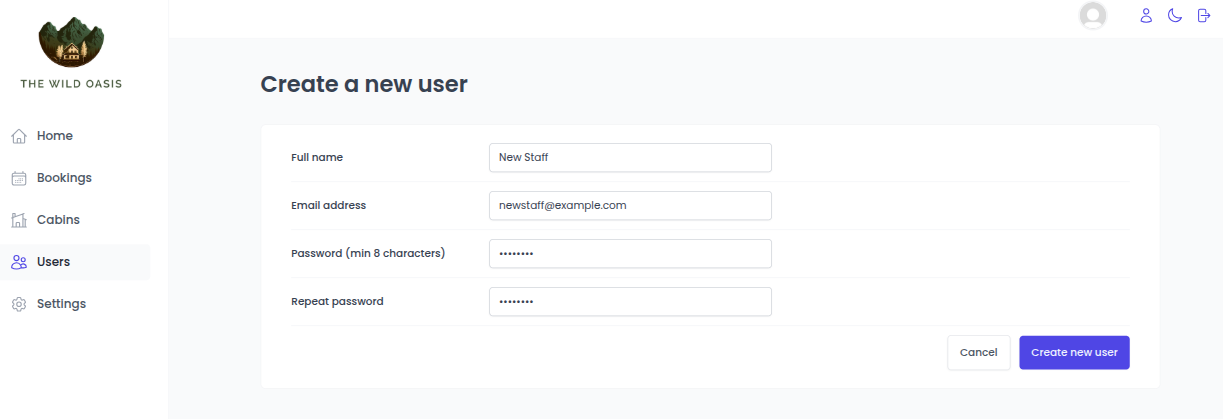 THE WILD OASIS
Home
Bookings
Cabins
Users
Settings
Create a new user
Full name New Staff
Email address newstaff@example.com
Password (min 8 characters) ••••••••
Repeat password ••••••••
Cancel Create new user